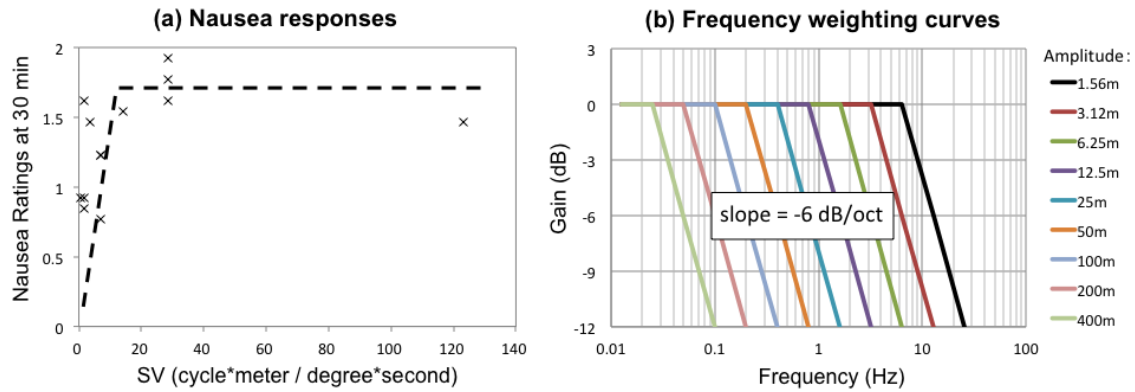 (a) Nausea responses
Nausea Ratings at 30 min
2
1.5
1
0.5
0
0 20 40 60 80 100 120 140
SV (cycle*meter / degree*second)
(b) Frequency weighting curves
Gain (dB)
3
0
-3
-6
-9
-12
slope = -6 dB/oct
0.01 0.1 1 10 100
Frequency (Hz)
Amplitude:
1.56m
3.12m
6.25m
12.5m
25m
50m
100m
200m
400m